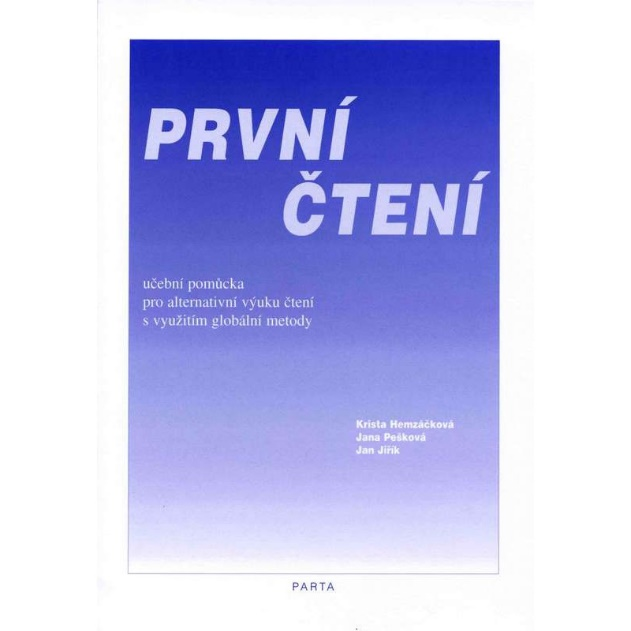 PRVNÍ
ČTENÍ
učební pomůcka
pro alternativní výuku čtení
s využitím globální metody
Krista Hemzáčková
Jana Pešková
Jan Jiřík
PARTA